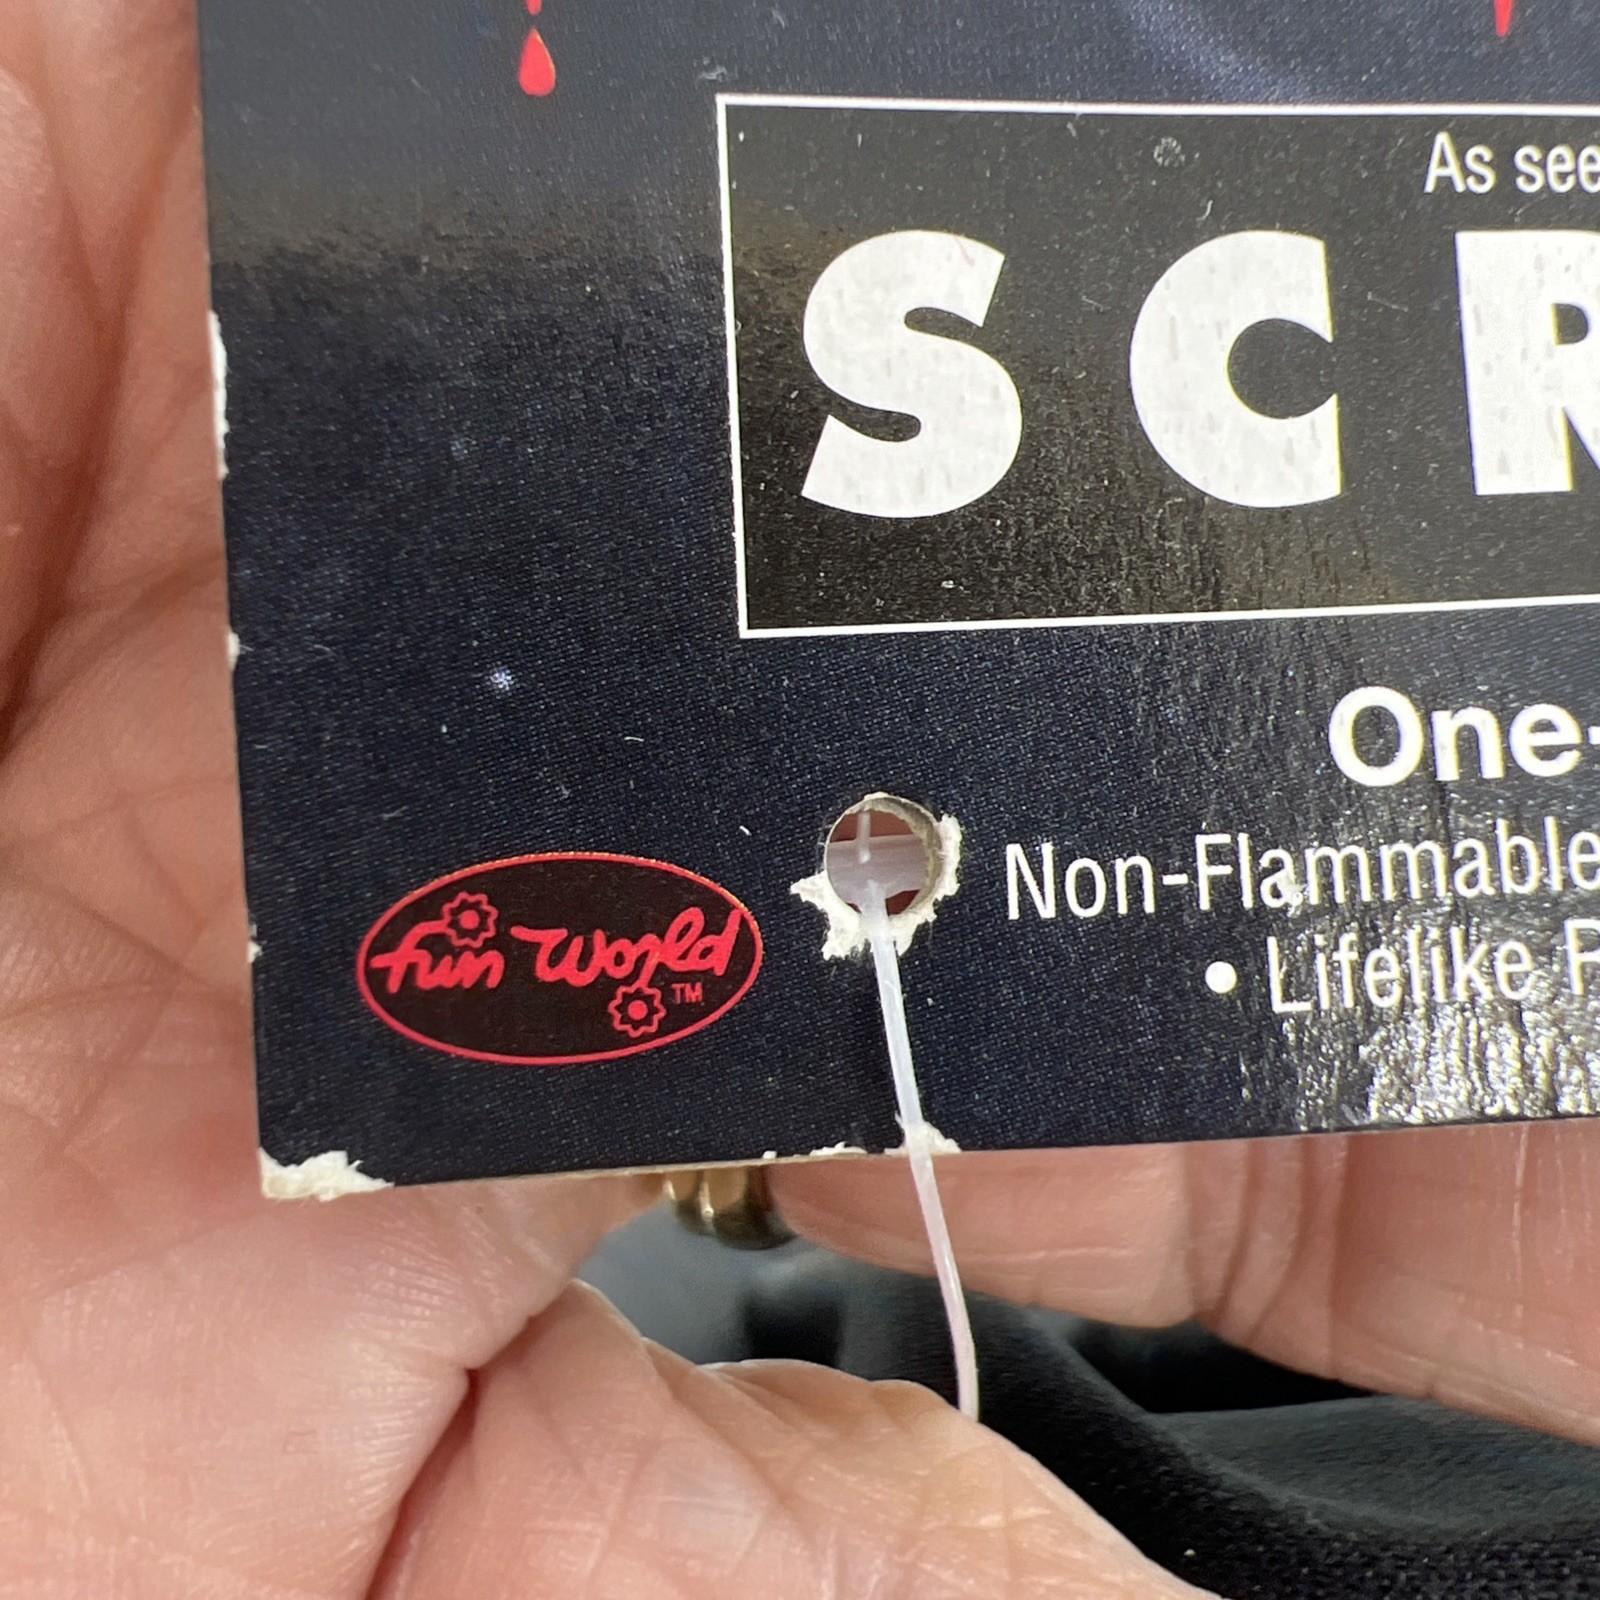 As see
SCR
One-
Non-Flammable
• Lifelike
fun world
TM